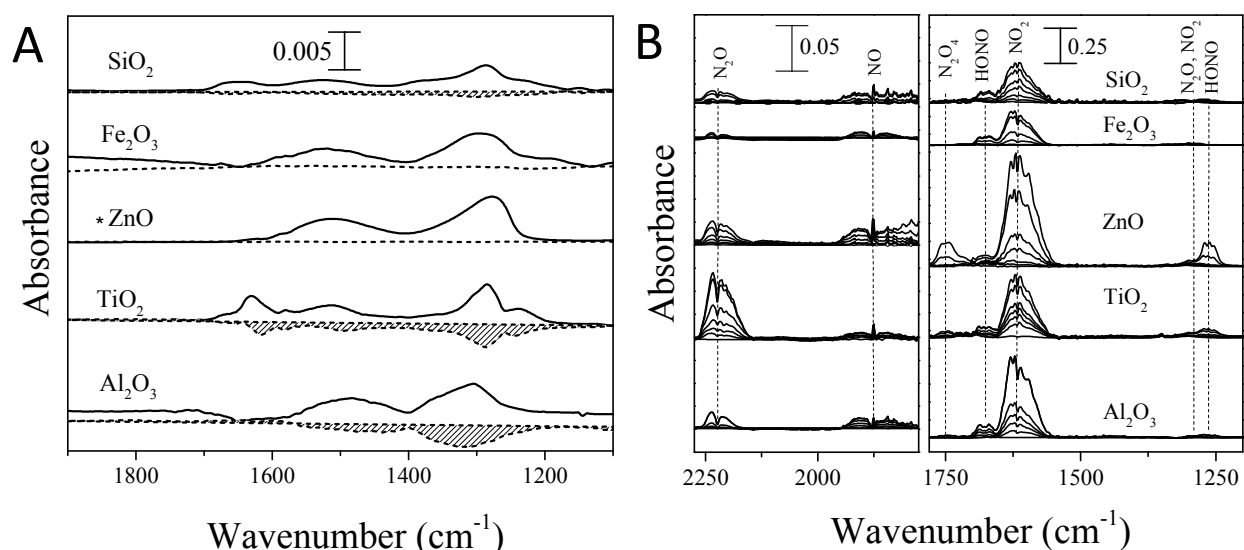 A
0.005
SiO₂
Fe₂O₃
*ZnO
TiO₂
Al₂O₃
Absorbance
1800 1600 1400 1200
Wavenumber (cm⁻¹)
B
0.05
N₂O
NO
N₂O₄
HONO
NO₂
0.25
N₂O, NO₂
HONO
SiO₂
Fe₂O₃
ZnO
TiO₂
Al₂O₃
Absorbance
2250 2000 1750 1500 1250
Wavenumber (cm⁻¹)